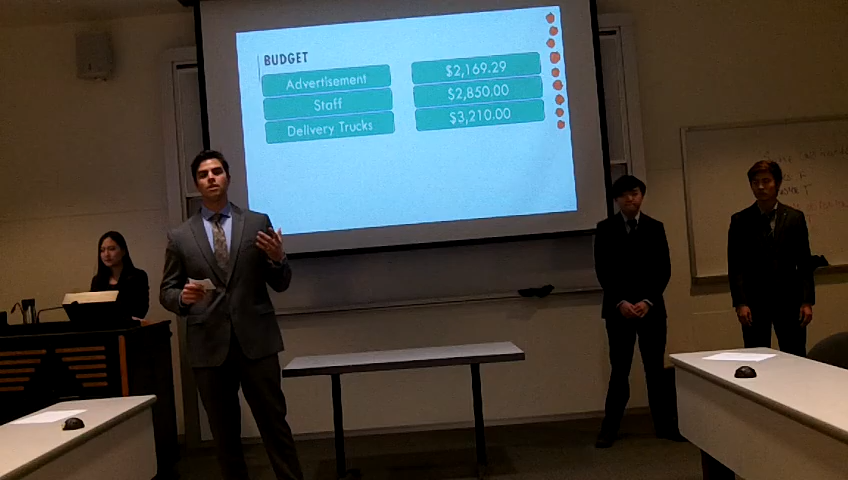 BUDGET
Advertisement $2,169.29
Staff $2,850.00
Delivery Trucks $3,210.00